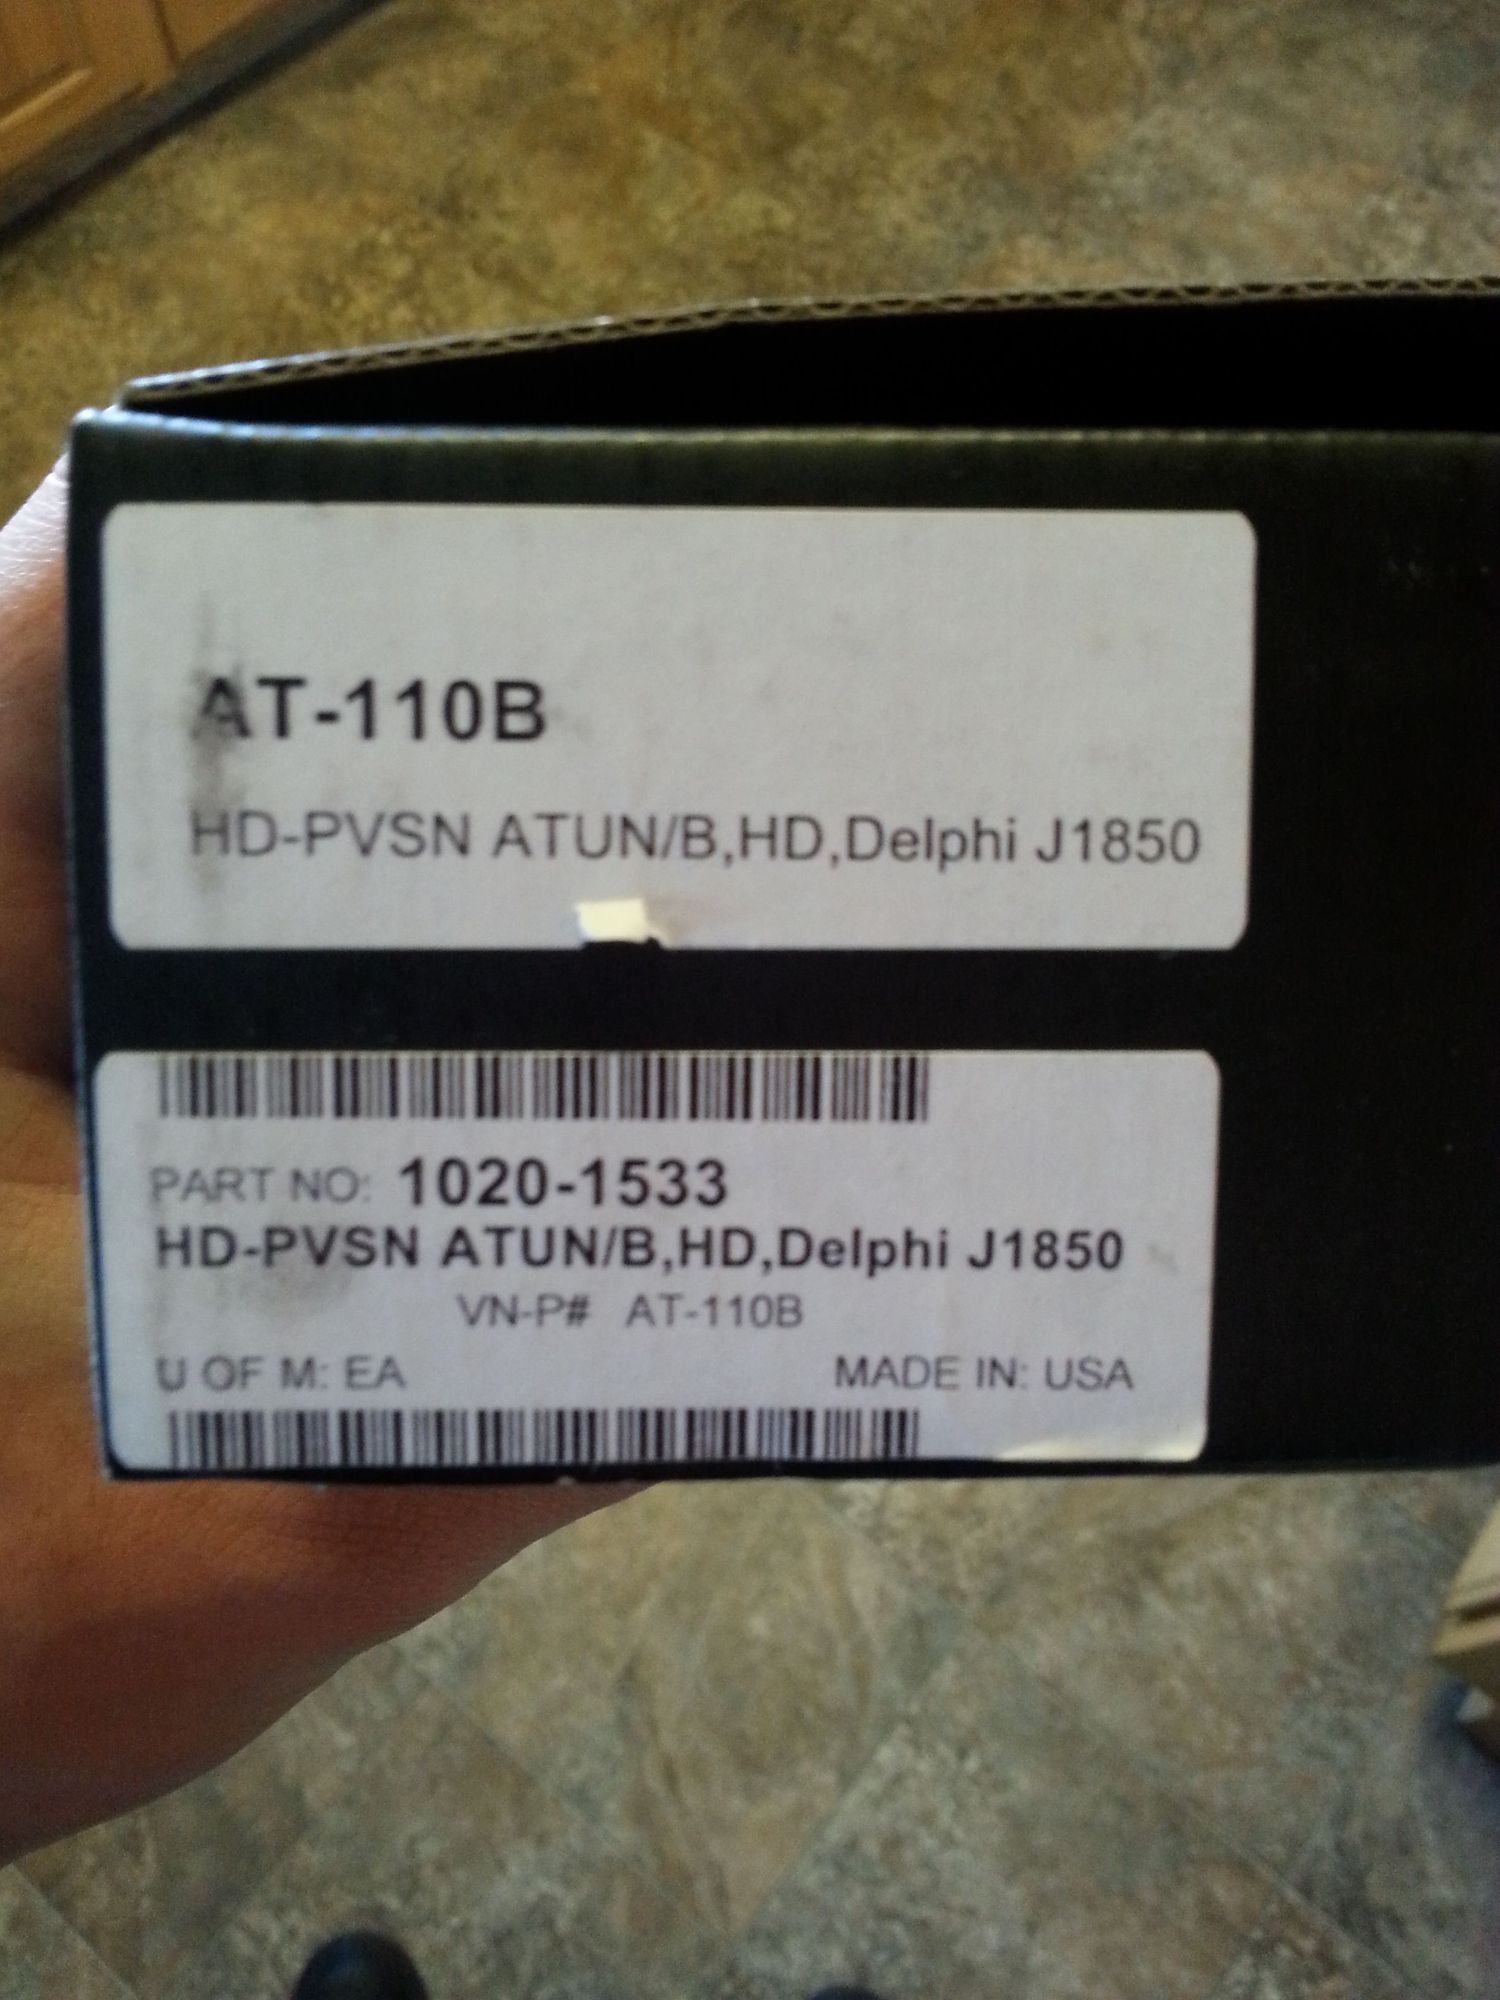 AT-110B
HD-PVSN ATUN/B,HD,Delphi J1850
PART NO: 1020-1533
HD-PVSN ATUN/B,HD,Delphi J1850
VN-P# AT-110B
U OF M: EA MADE IN: USA